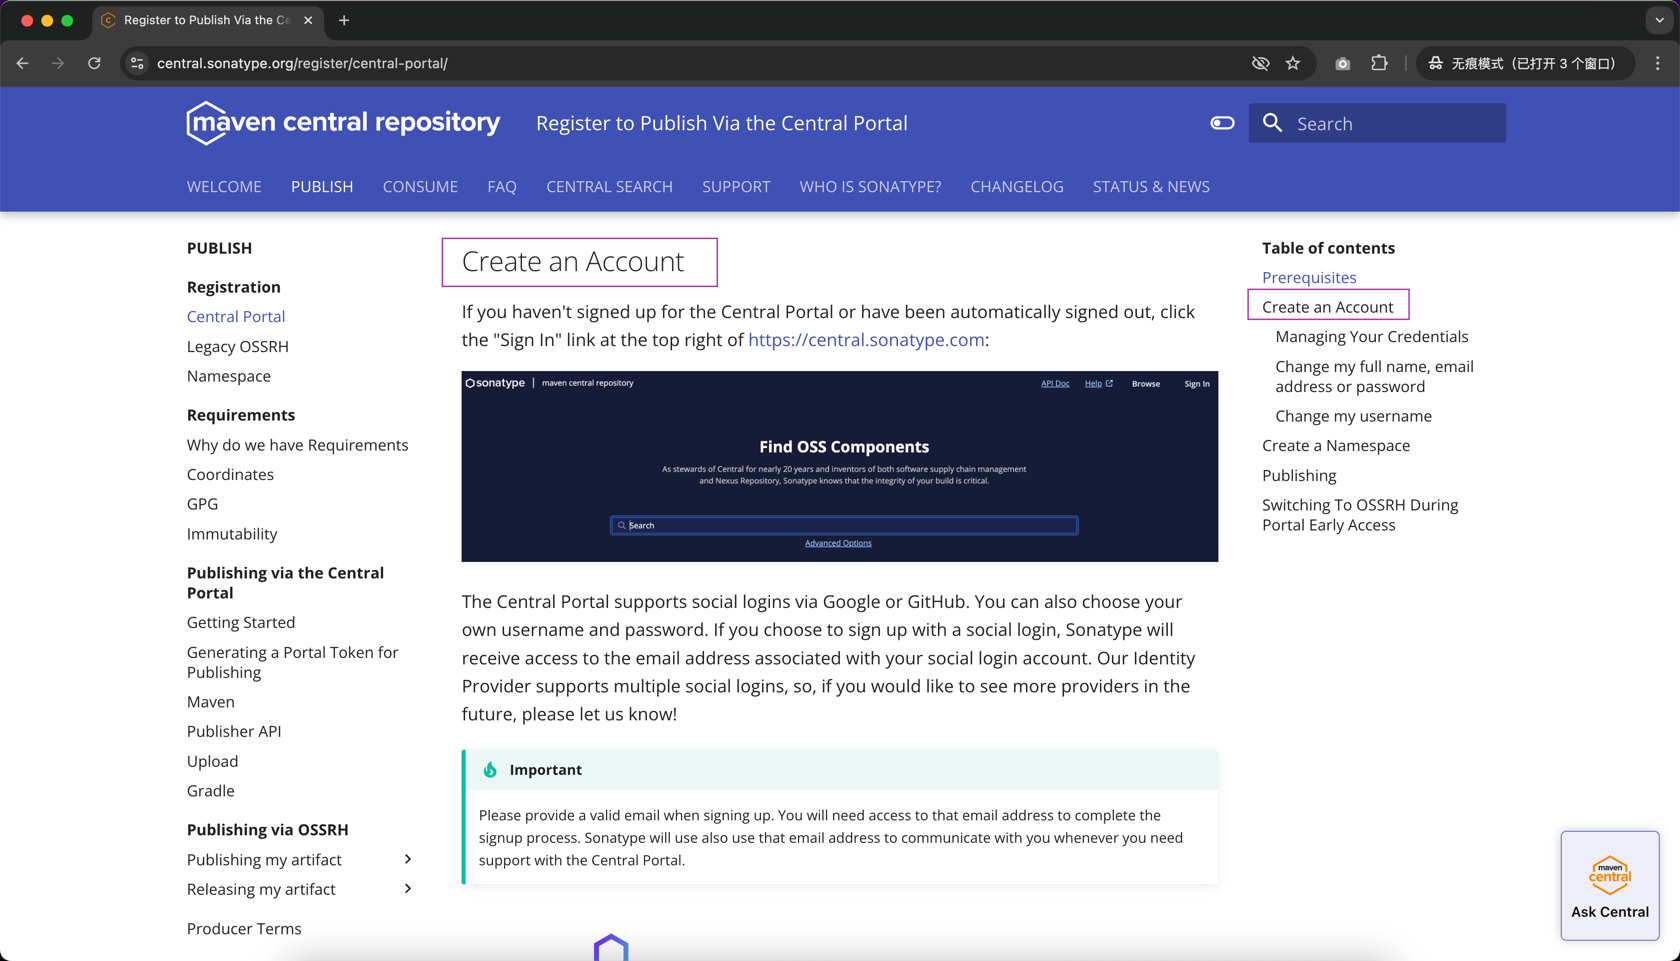 Register to Publish Via the Ce
central.sonatype.org/register/central-portal/
无痕模式（已打开 3 个窗口）
maven central repository
Register to Publish Via the Central Portal
Search
WELCOME PUBLISH CONSUME FAQ CENTRAL SEARCH SUPPORT WHO IS SONATYPE? CHANGELOG STATUS & NEWS
PUBLISH
Registration
Central Portal
Legacy OSSRH
Namespace
Requirements
Why do we have Requirements
Coordinates
GPG
Immutability
Publishing via the Central
Portal
Getting Started
Generating a Portal Token for
Publishing
Maven
Publisher API
Upload
Gradle
Publishing via OSSRH
Publishing my artifact
Releasing my artifact
Producer Terms
Create an Account
If you haven't signed up for the Central Portal or have been automatically signed out, click
the "Sign In" link at the top right of https://central.sonatype.com:
sonatype | maven central repository
API Doc Help Browse Sign In
Find OSS Components
As stewards of Central for nearly 20 years and inventors of both software supply chain management
and Nexus Repository, Sonatype knows that the integrity of your build is critical.
Search
Advanced Options
The Central Portal supports social logins via Google or GitHub. You can also choose your
own username and password. If you choose to sign up with a social login, Sonatype will
receive access to the email address associated with your social login account. Our Identity
Provider supports multiple social logins, so, if you would like to see more providers in the
future, please let us know!
Important
Please provide a valid email when signing up. You will need access to that email address to complete the
signup process. Sonatype will use also use that email address to communicate with you whenever you need
support with the Central Portal.
Table of contents
Prerequisites
Create an Account
Managing Your Credentials
Change my full name, email
address or password
Change my username
Create a Namespace
Publishing
Switching To OSSRH During
Portal Early Access
maven
central
Ask Central